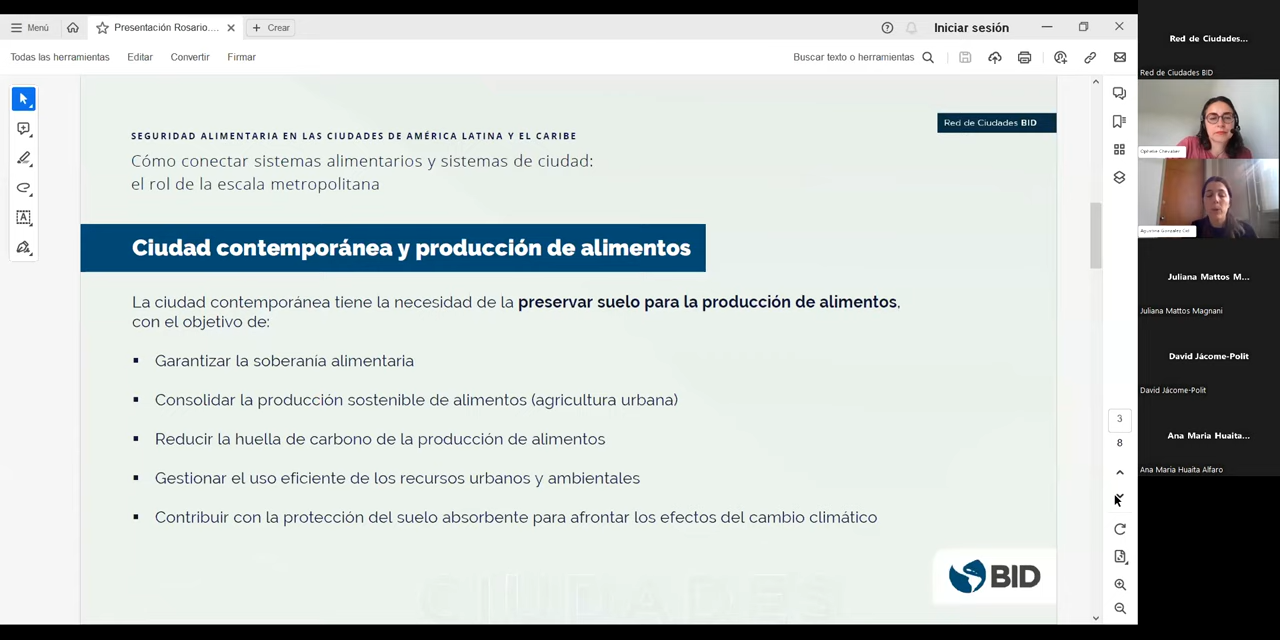 Menú
Presentación Rosario....
Crear
Iniciar sesión
Todas las herramientas
Editar
Convertir
Firmar
Buscar texto o herramientas
SEGURIDAD ALIMENTARIA EN LAS CIUDADES DE AMÉRICA LATINA Y EL CARIBE
Red de Ciudades BID
Cómo conectar sistemas alimentarios y sistemas de ciudad:
el rol de la escala metropolitana
Ciudad contemporánea y producción de alimentos
La ciudad contemporánea tiene la necesidad de la preservar suelo para la producción de alimentos,
con el objetivo de:
▪ Garantizar la soberanía alimentaria
▪ Consolidar la producción sostenible de alimentos (agricultura urbana)
▪ Reducir la huella de carbono de la producción de alimentos
▪ Gestionar el uso eficiente de los recursos urbanos y ambientales
▪ Contribuir con la protección del suelo absorbente para afrontar los efectos del cambio climático
BID
CIUDADES
3
8
Red de Ciudades...
Red de Ciudades BID
Ophelie Chevalier
Agustina Gonzalez Cid
Juliana Mattos M...
Juliana Mattos Magnani
David Jácome-Polit
David Jácome-Polit
Ana Maria Huaita...
Ana Maria Huaita Alfaro